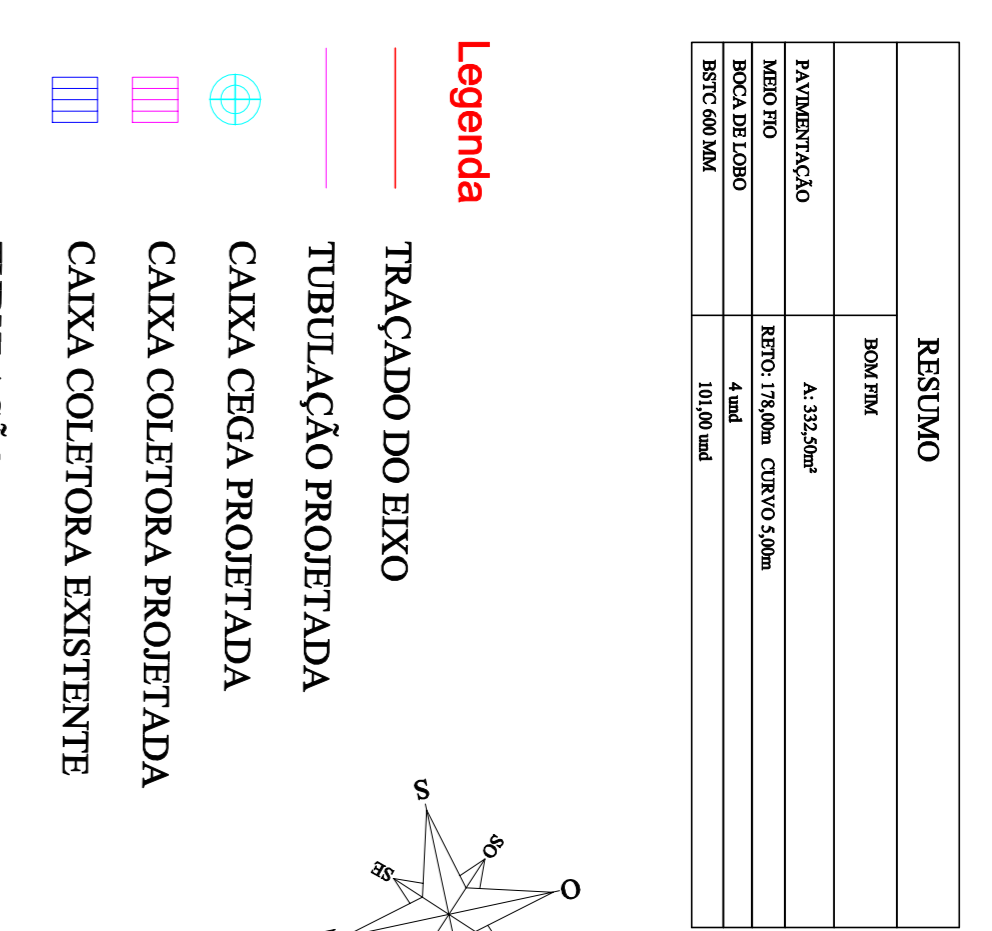 RESUMO
BOM FIM
PAVIMENTAÇÃO A: 332,50m²
MEIO FIO RETO: 178,00m CURVO 5,00m
BOCA DE LOBO 4 und
BSTC 600 MM 101,00 und
Legenda
TRAÇADO DO EIXO
TUBULAÇÃO PROJETADA
CAIXA CEGA PROJETADA
CAIXA COLETORA PROJETADA
CAIXA COLETORA EXISTENTE
S
OS
O
SE